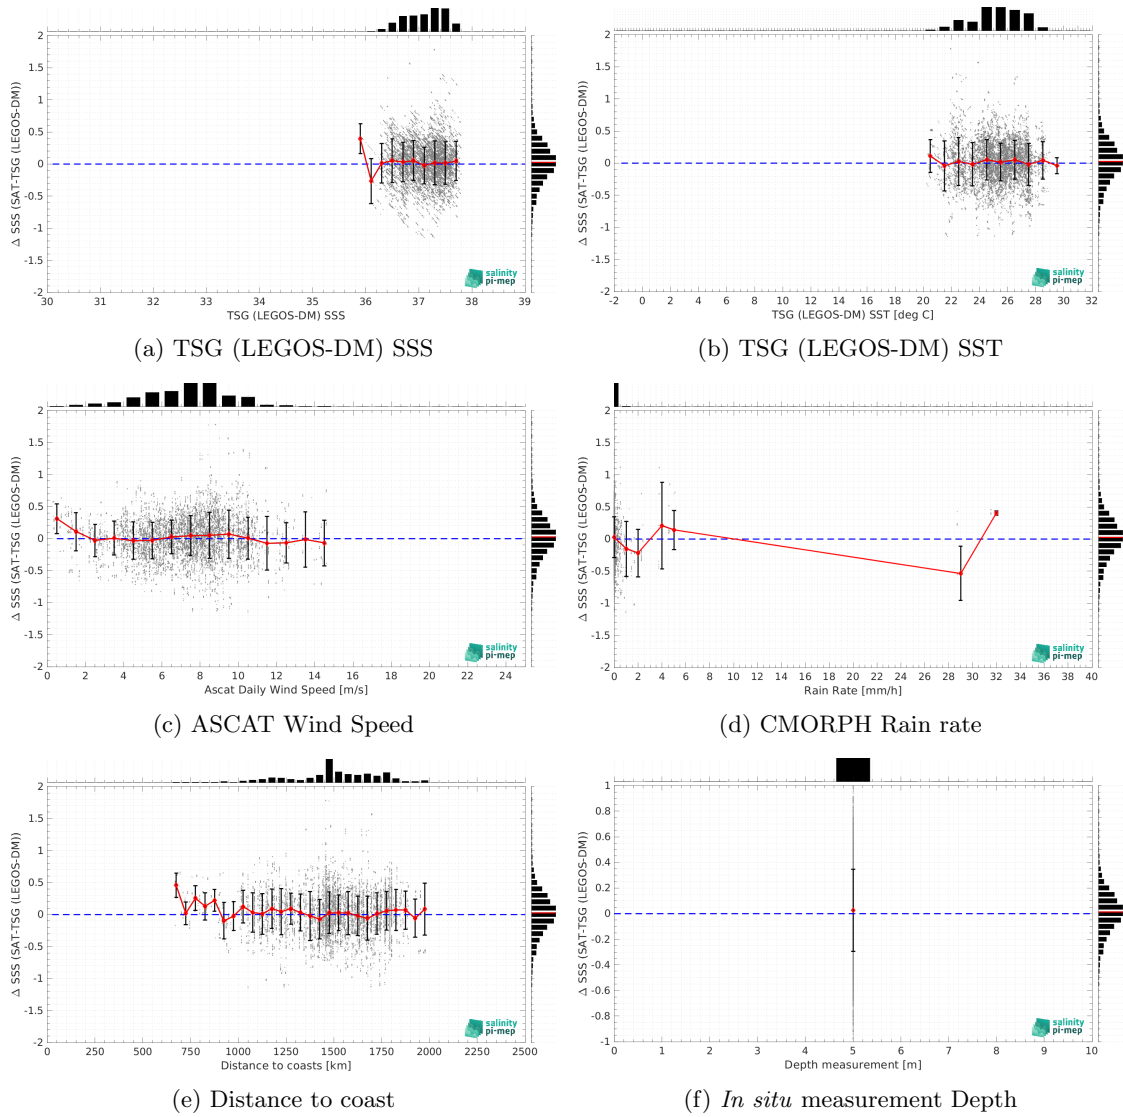 Δ SSS (SAT-TSG (LEGOS-DM))
2
1.5
1
0.5
0
-0.5
-1
-1.5
-2
30 31 32 33 34 35 36 37 38 39
TSG (LEGOS-DM) SSS
salinity
pi-mep
(a) TSG (LEGOS-DM) SSS
Δ SSS (SAT-TSG (LEGOS-DM))
2
1.5
1
0.5
0
-0.5
-1
-1.5
-2
-2 0 2 4 6 8 10 12 14 16 18 20 22 24 26 28 30 32
TSG (LEGOS-DM) SST [deg C]
salinity
pi-mep
(b) TSG (LEGOS-DM) SST
Δ SSS (SAT-TSG (LEGOS-DM))
2
1.5
1
0.5
0
-0.5
-1
-1.5
-2
0 2 4 6 8 10 12 14 16 18 20 22 24
Ascat Daily Wind Speed [m/s]
salinity
pi-mep
(c) ASCAT Wind Speed
Δ SSS (SAT-TSG (LEGOS-DM))
2
1.5
1
0.5
0
-0.5
-1
-1.5
-2
0 2 4 6 8 10 12 14 16 18 20 22 24 26 28 30 32 34 36 38 40
Rain Rate [mm/h]
salinity
pi-mep
(d) CMORPH Rain rate
Δ SSS (SAT-TSG (LEGOS-DM))
2
1.5
1
0.5
0
-0.5
-1
-1.5
-2
0 250 500 750 1000 1250 1500 1750 2000 2250 2500
Distance to coasts [km]
salinity
pi-mep
(e) Distance to coast
Δ SSS (SAT-TSG (LEGOS-DM))
1
0.8
0.6
0.4
0.2
0
-0.2
-0.4
-0.6
-0.8
-1
0 1 2 3 4 5 6 7 8 9 10
Depth measurement [m]
salinity
pi-mep
(f) In situ measurement Depth